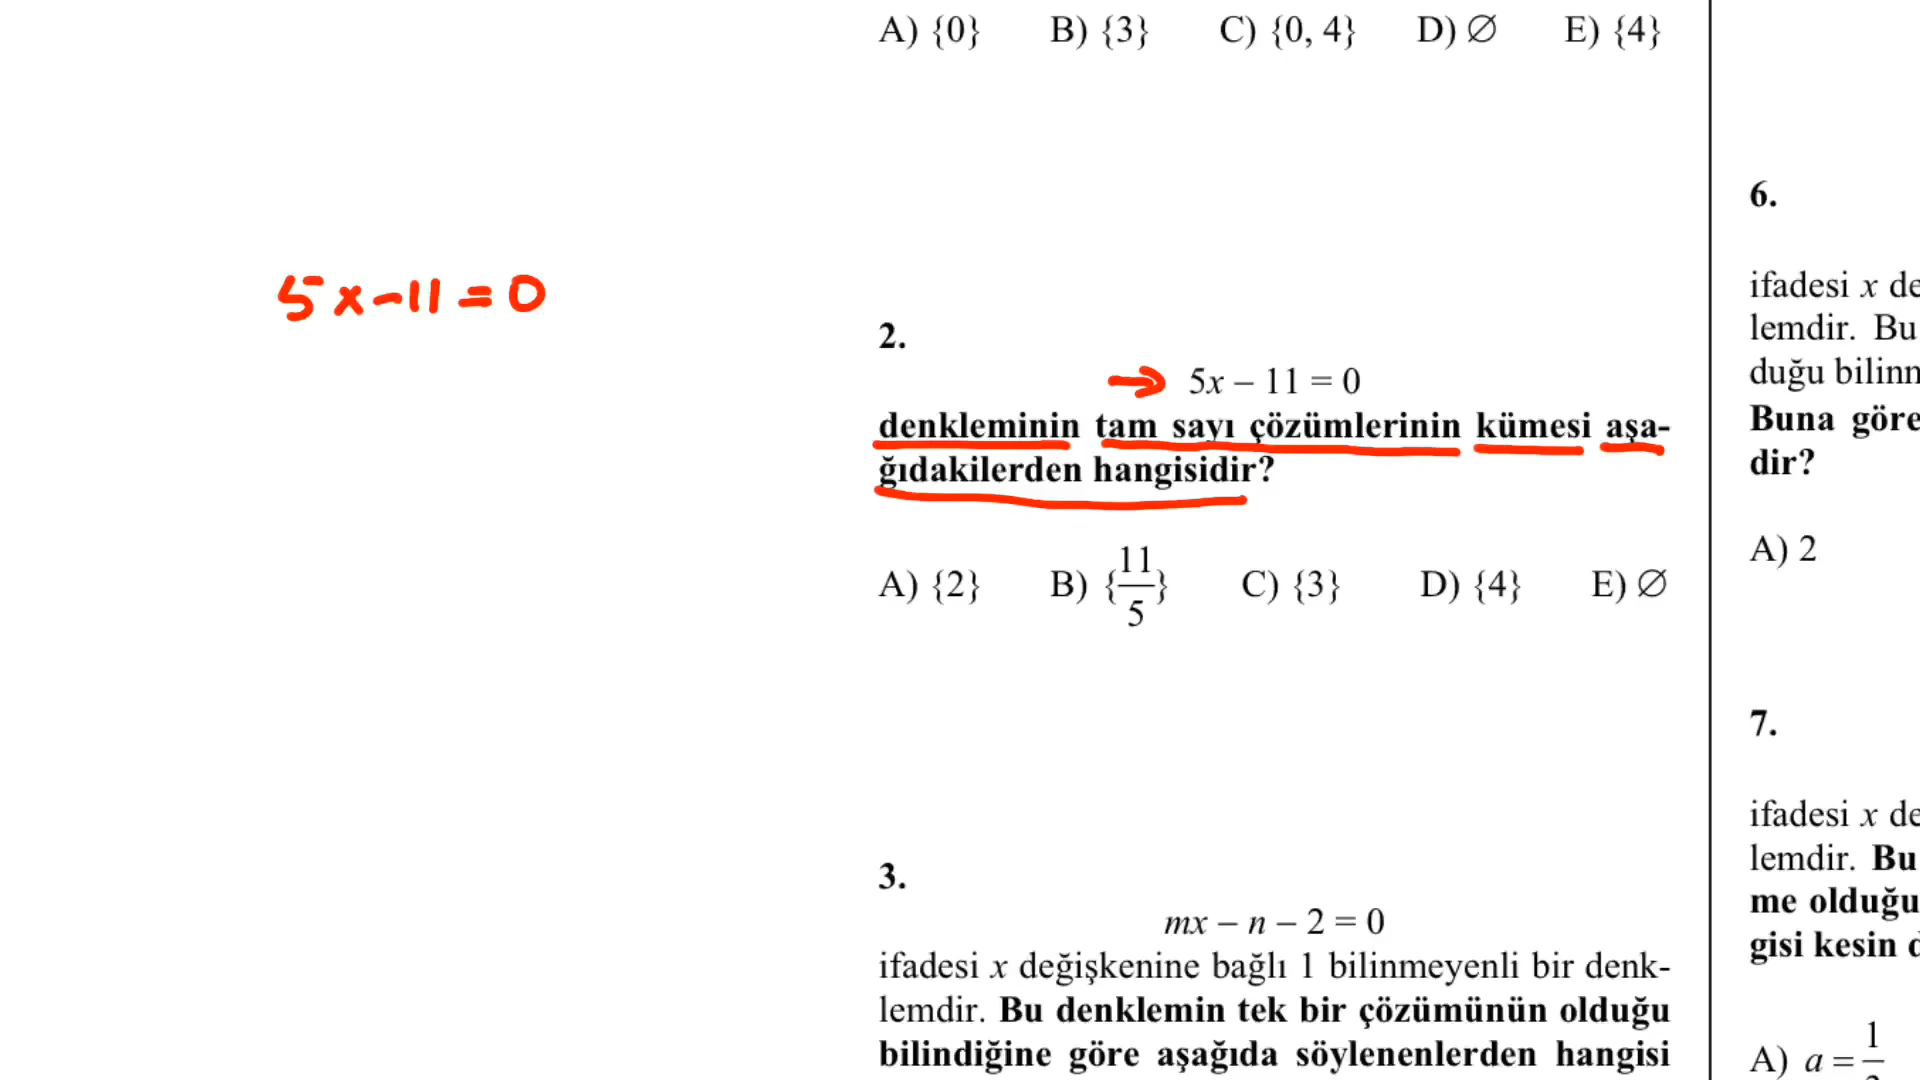 A) {0} B) {3} C) {0, 4} D) ∅ E) {4}
5x-11=0
2.
→ 5x – 11 = 0
denkleminin tam sayı çözümlerinin kümesi aşa-
ğıdakilerden hangisidir?
A) {2} B) {11/5} C) {3} D) {4} E) ∅
3.
mx – n – 2 = 0
ifadesi x değişkenine bağlı 1 bilinmeyenli bir denk-
lemdir. Bu denklemin tek bir çözümünün olduğu
bilindiğine göre aşağıda söylenenlerden hangisi
6.
ifadesi x de
lemdir. Bu
duğu bilinn
Buna göre
dir?
A) 2
7.
ifadesi x de
lemdir. Bu
me olduğu
gisi kesin d
A) a = 1